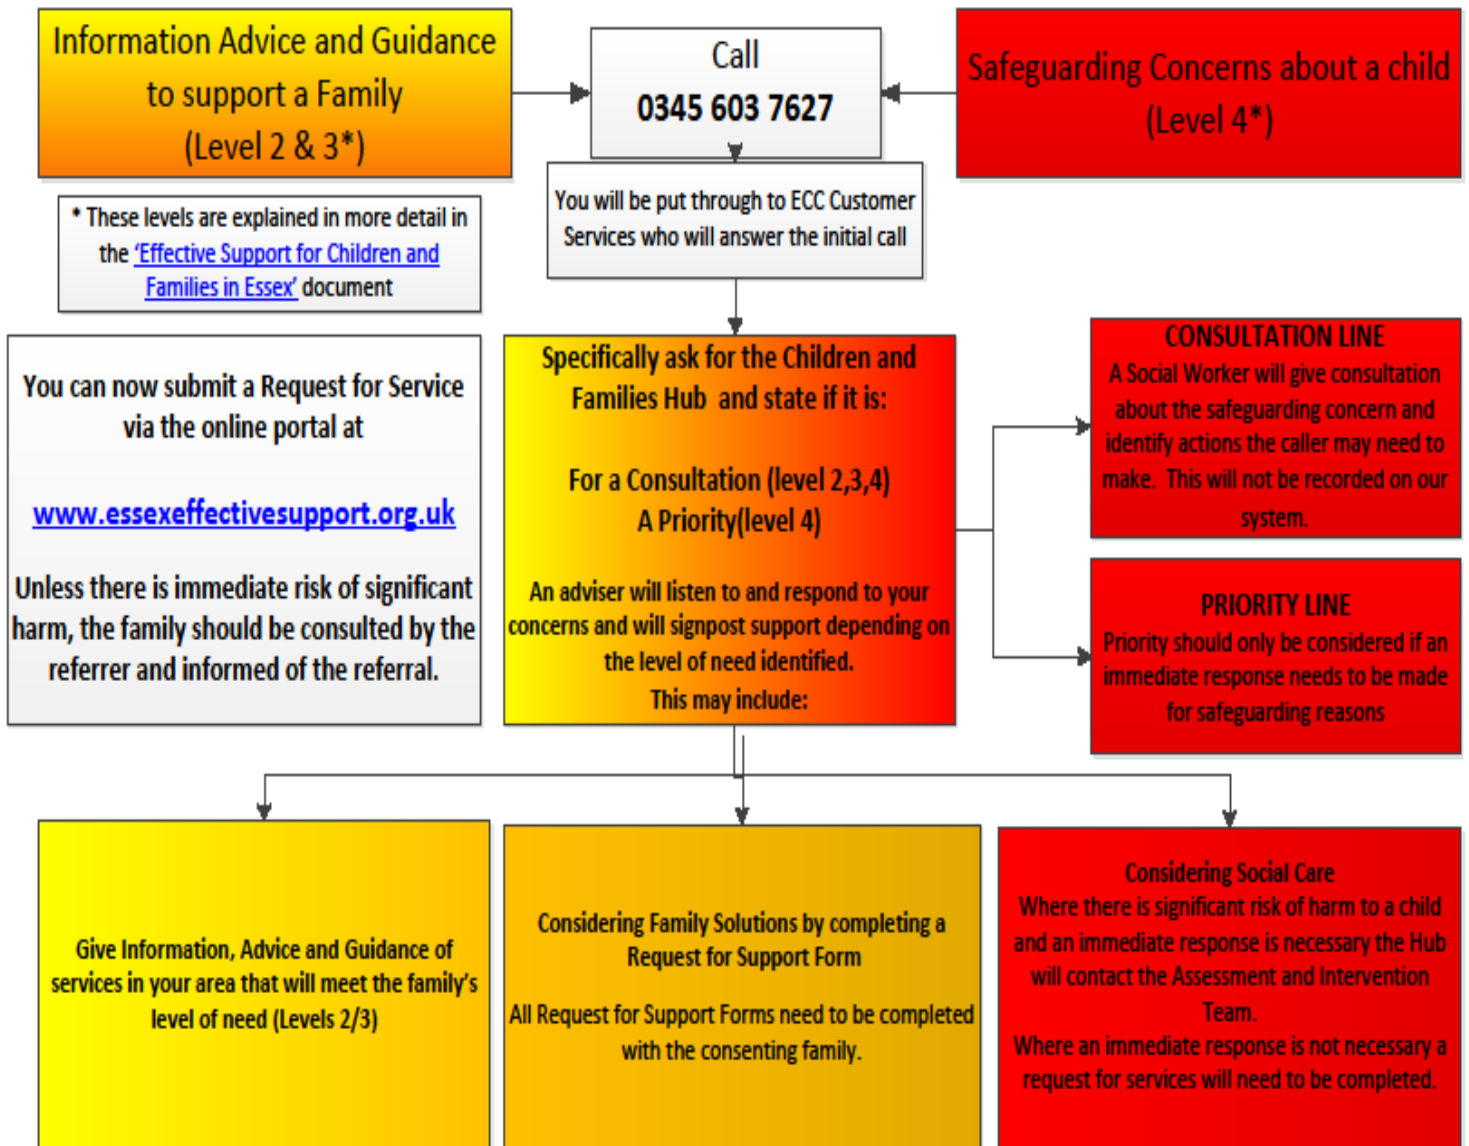 Information Advice and Guidance
to support a Family
(Level 2 & 3*)
Call
0345 603 7627
Safeguarding Concerns about a child
(Level 4*)
* These levels are explained in more detail in
the 'Effective Support for Children and
Families in Essex' document
You will be put through to ECC Customer
Services who will answer the initial call
You can now submit a Request for Service
via the online portal at
www.essexeffectivesupport.org.uk
Unless there is immediate risk of significant
harm, the family should be consulted by the
referrer and informed of the referral.
Specifically ask for the Children and
Families Hub and state if it is:
For a Consultation (level 2,3,4)
A Priority(level 4)
An adviser will listen to and respond to your
concerns and will signpost support depending on
the level of need identified.
This may include:
CONSULTATION LINE
A Social Worker will give consultation
about the safeguarding concern and
identify actions the caller may need to
make. This will not be recorded on our
system.
PRIORITY LINE
Priority should only be considered if an
immediate response needs to be made
for safeguarding reasons
Give Information, Advice and Guidance of
services in your area that will meet the family's
level of need (Levels 2/3)
Considering Family Solutions by completing a
Request for Support Form
All Request for Support Forms need to be completed
with the consenting family.
Considering Social Care
Where there is significant risk of harm to a child
and an immediate response is necessary the Hub
will contact the Assessment and Intervention
Team.
Where an immediate response is not necessary a
request for services will need to be completed.